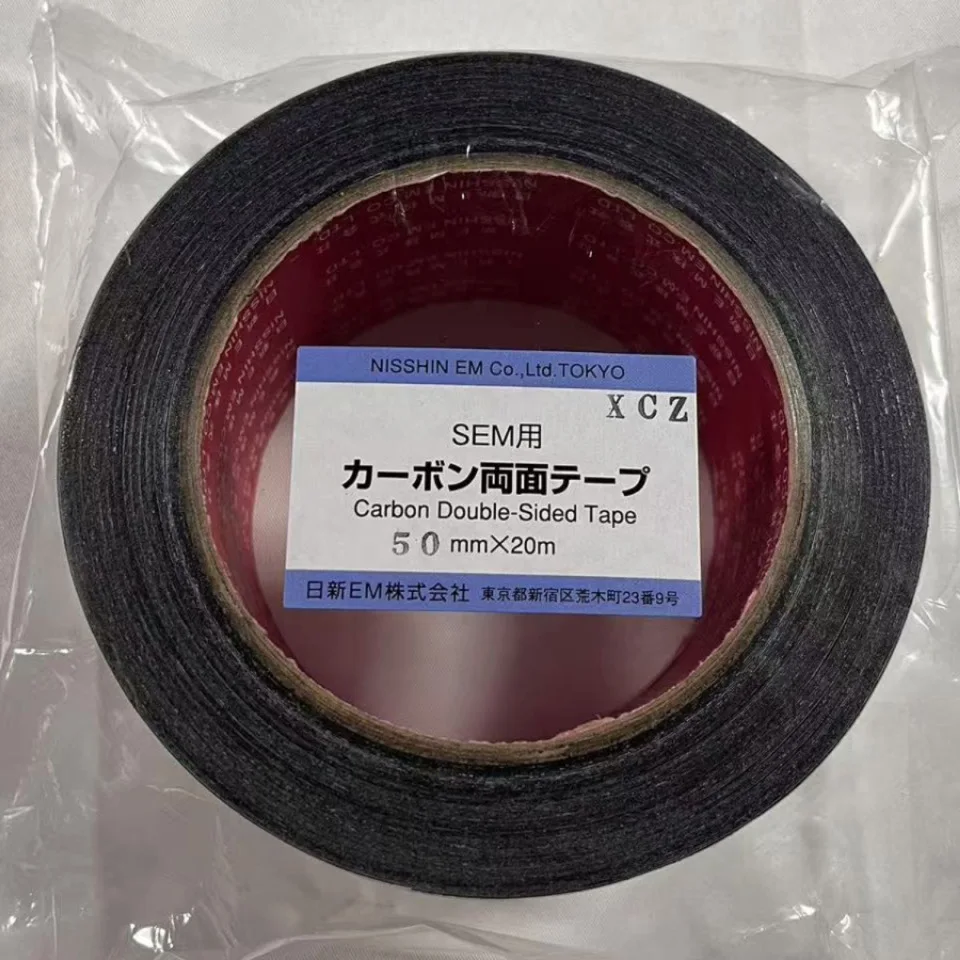 NISSHIN EM Co.,Ltd.TOKYO
XCZ
SEM用
カーボン両面テープ
Carbon Double-Sided Tape
50 mm×20m
日新EM株式会社 東京都新宿区荒木町23番9号